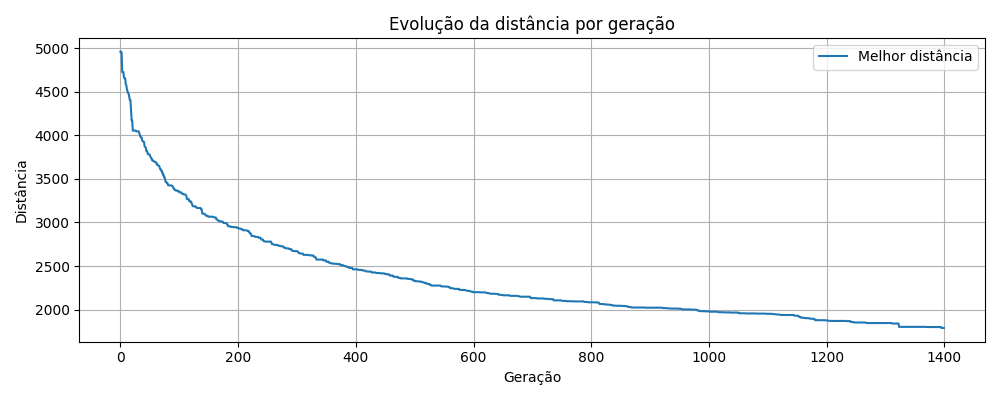 Evolução da distância por geração
Melhor distância
Distância
5000
4500
4000
3500
3000
2500
2000
0 200 400 600 800 1000 1200 1400
Geração